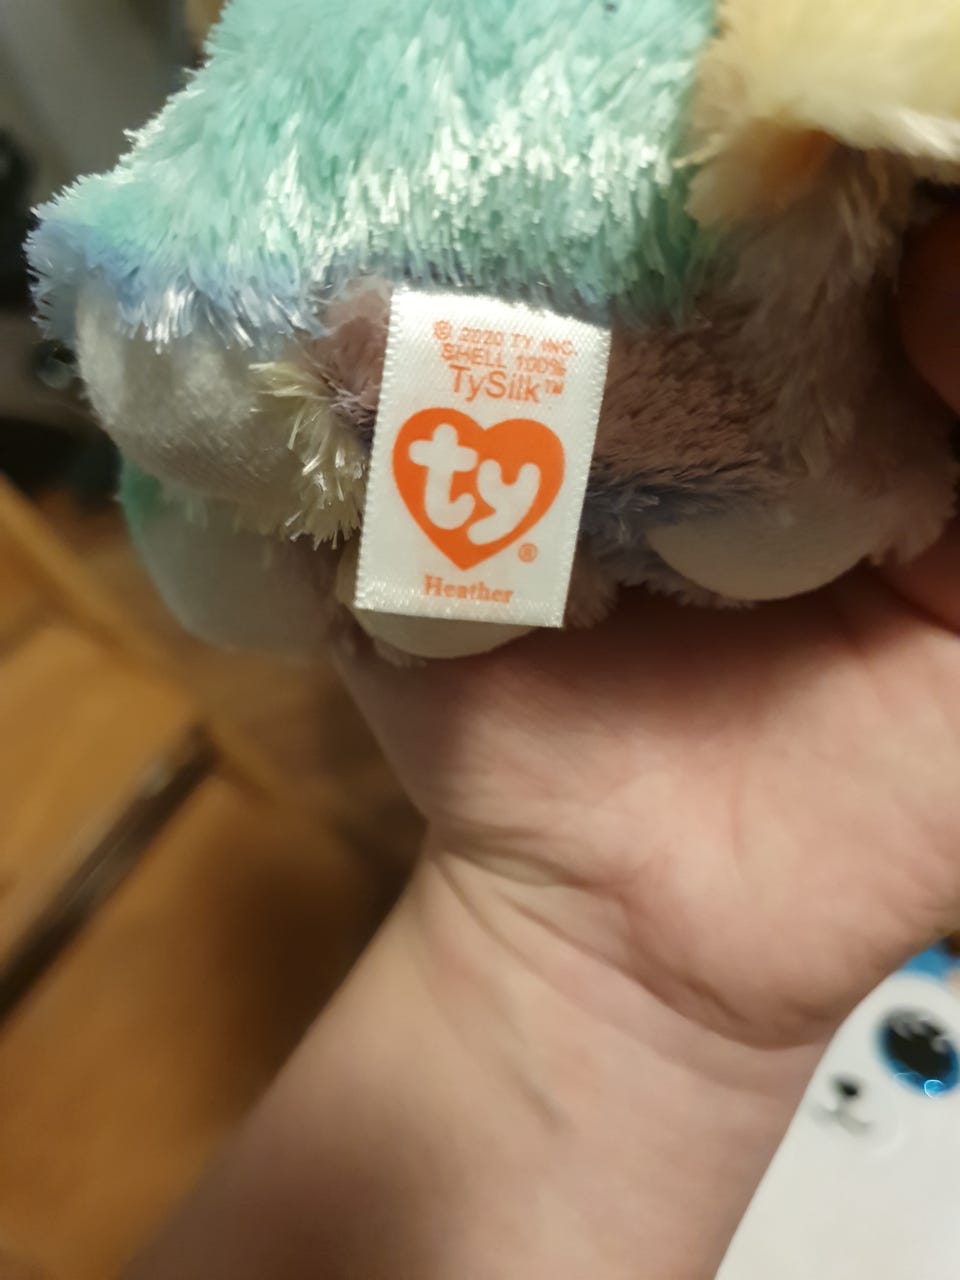 © 2020 TY INC.
SHELL 100%
TySilk™
ty®
Heather